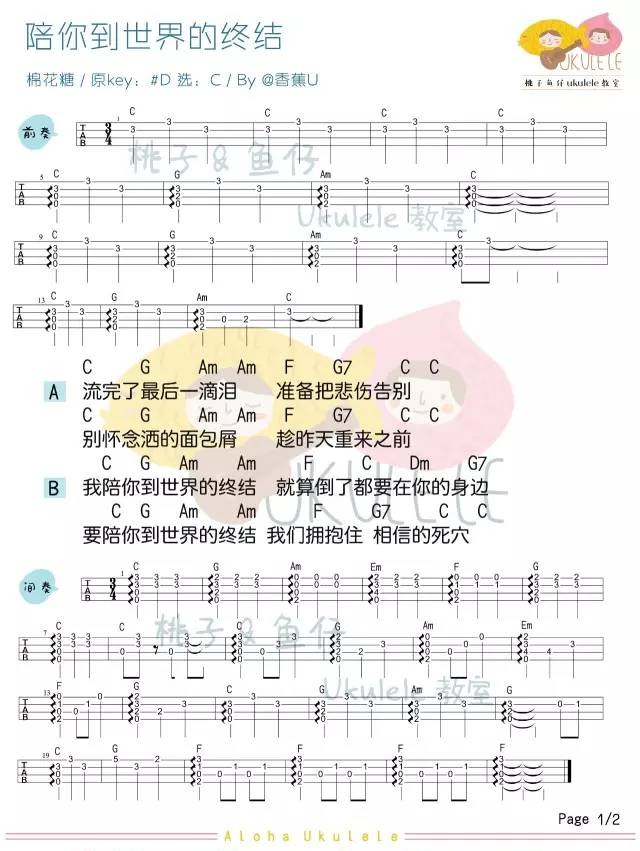 陪你到世界的终结
UKULELE
棉花糖 / 原key：#D 选：C / By @香蕉U
桃子鱼仔ukulele教室
前奏
C C C C
桃子 & 鱼仔
C G Am C
Ukulele 教室
C G Am C
C G Am C
C G Am Am F G7 C C
A 流完了最后一滴泪 准备把悲伤告别
C G Am Am F G7 C C
别怀念洒的面包屑 趁昨天重来之前
C G Am Am F C Dm G7
B 我陪你到世界的终结 就算倒了都要在你的身边
UKULELE
C G Am Am F G7 C C
要陪你到世界的终结 我们拥抱住 相信的死穴
间奏
C G Am Em F G
C C C G Am Em
桃子 & 鱼仔
Ukulele 教室
F G C G Am F
C G F F F F
Page 1/2
Aloha Ukulele